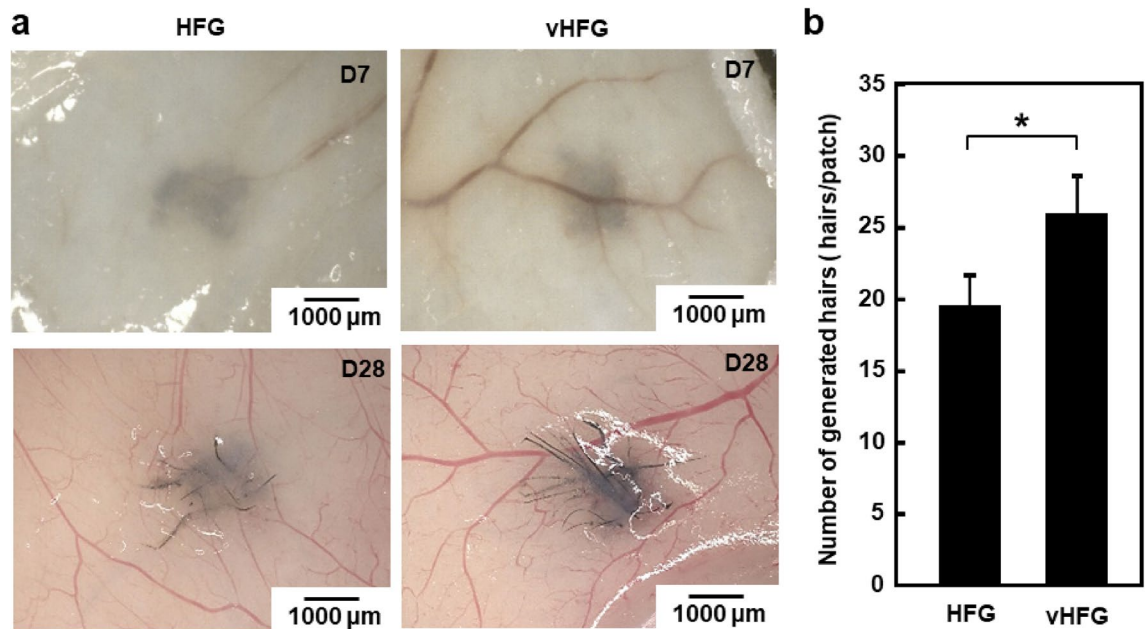 a
HFG
vHFG
D7
D7
1000 µm
1000 µm
D28
D28
1000 µm
1000 µm
b
Number of generated hairs ( hairs/patch)
35
30
25
20
15
10
5
0
*
HFG
vHFG